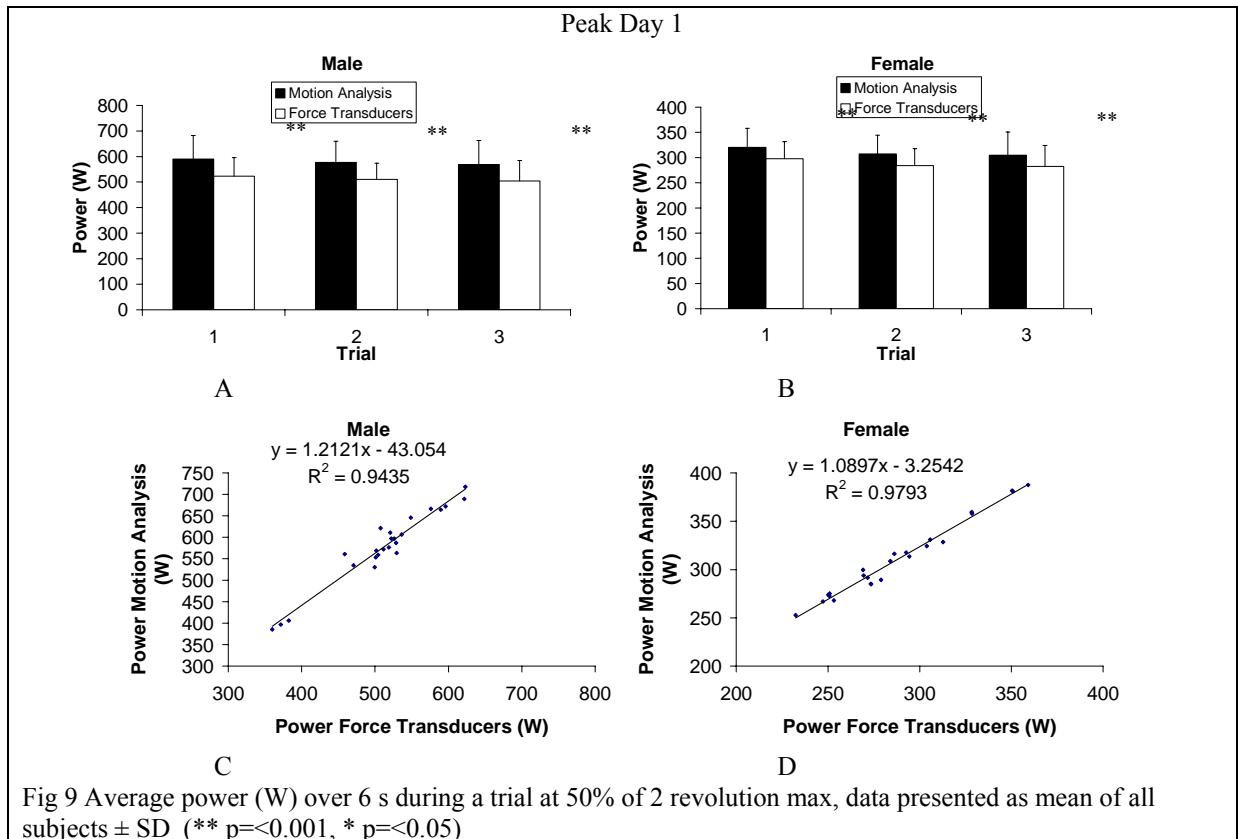 Peak Day 1
Male
Motion Analysis
Force Transducers
Power (W)
800
700
600
500
400
300
200
100
0
** ** **
1 2 3
Trial
A
Female
Motion Analysis
Force Transducers
Power (W)
400
350
300
250
200
150
100
50
0
** ** **
1 2 3
Trial
B
Male
y = 1.2121x - 43.054
R² = 0.9435
Power Motion Analysis
(W)
750
700
650
600
550
500
450
400
350
300
300 400 500 600 700 800
Power Force Transducers (W)
C
Female
y = 1.0897x - 3.2542
R² = 0.9793
Power Motion Analysis
(W)
400
350
300
250
200
200 250 300 350 400
Power Force Transducers (W)
D
Fig 9 Average power (W) over 6 s during a trial at 50% of 2 revolution max, data presented as mean of all
subjects ± SD (** p=<0.001, * p=<0.05)